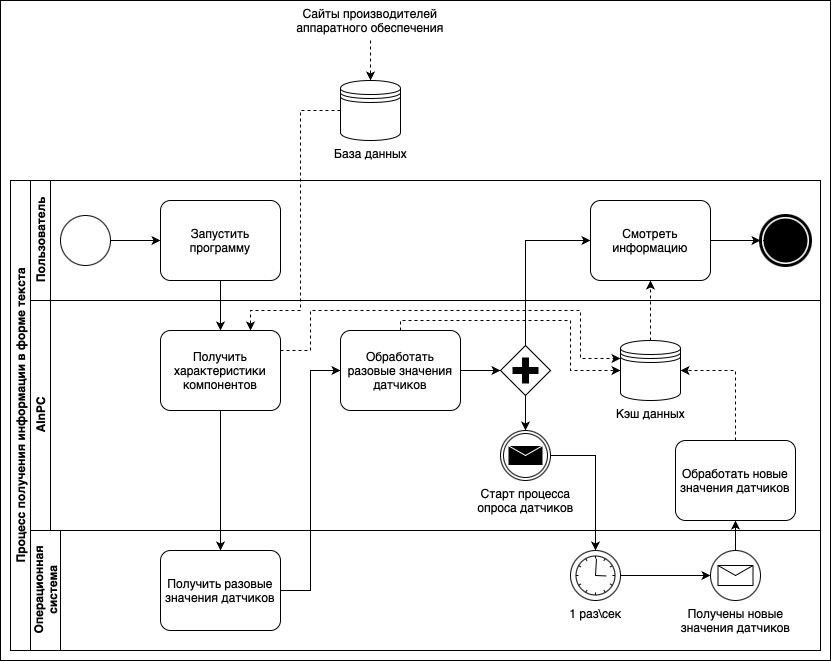 Сайты производителей
аппаратного обеспечения
База данных
Процесс получения информации в форме текста
Пользователь
Запустить
программу
Смотреть
информацию
AInPC
Получить
характеристики
компонентов
Обработать
разовые значения
датчиков
Кэш данных
Старт процесса
опроса датчиков
Обработать новые
значения датчиков
Операционная
система
Получить разовые
значения датчиков
1 раз\сек
Получены новые
значения датчиков